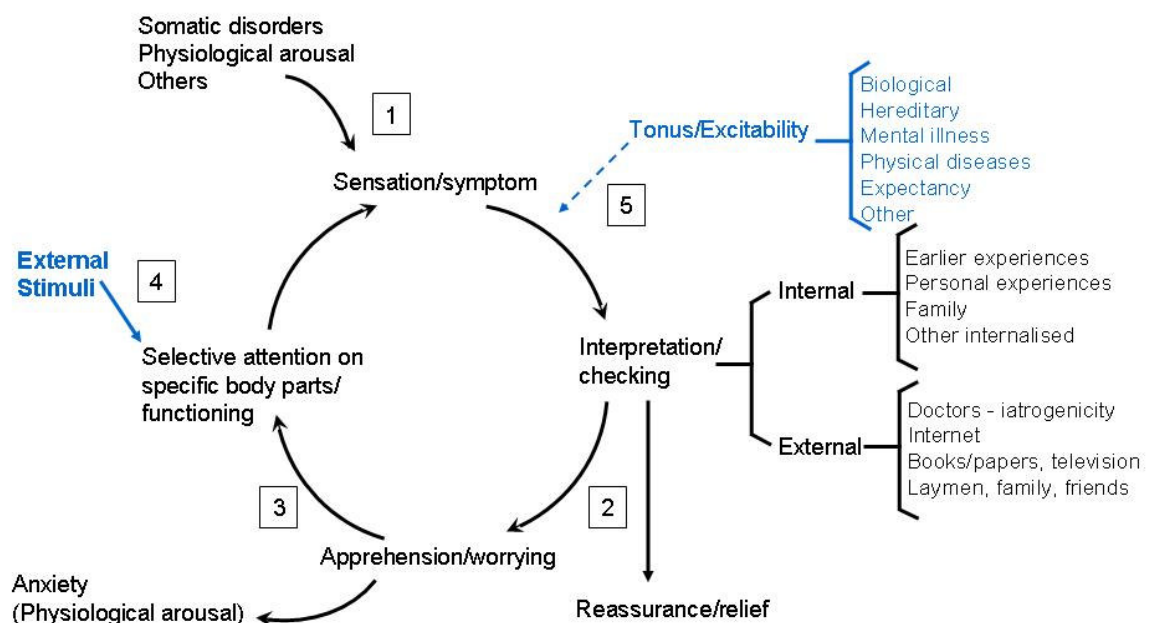 Somatic disorders
Physiological arousal
Others
1
Sensation/symptom
Tonus/Excitability
Biological
Hereditary
Mental illness
Physical diseases
Expectancy
Other
5
External
Stimuli
4
Selective attention on
specific body parts/
functioning
Interpretation/
checking
Internal
Earlier experiences
Personal experiences
Family
Other internalised
External
Doctors - iatrogenicity
Internet
Books/papers, television
Laymen, family, friends
3
2
Apprehension/worrying
Anxiety
(Physiological arousal)
Reassurance/relief